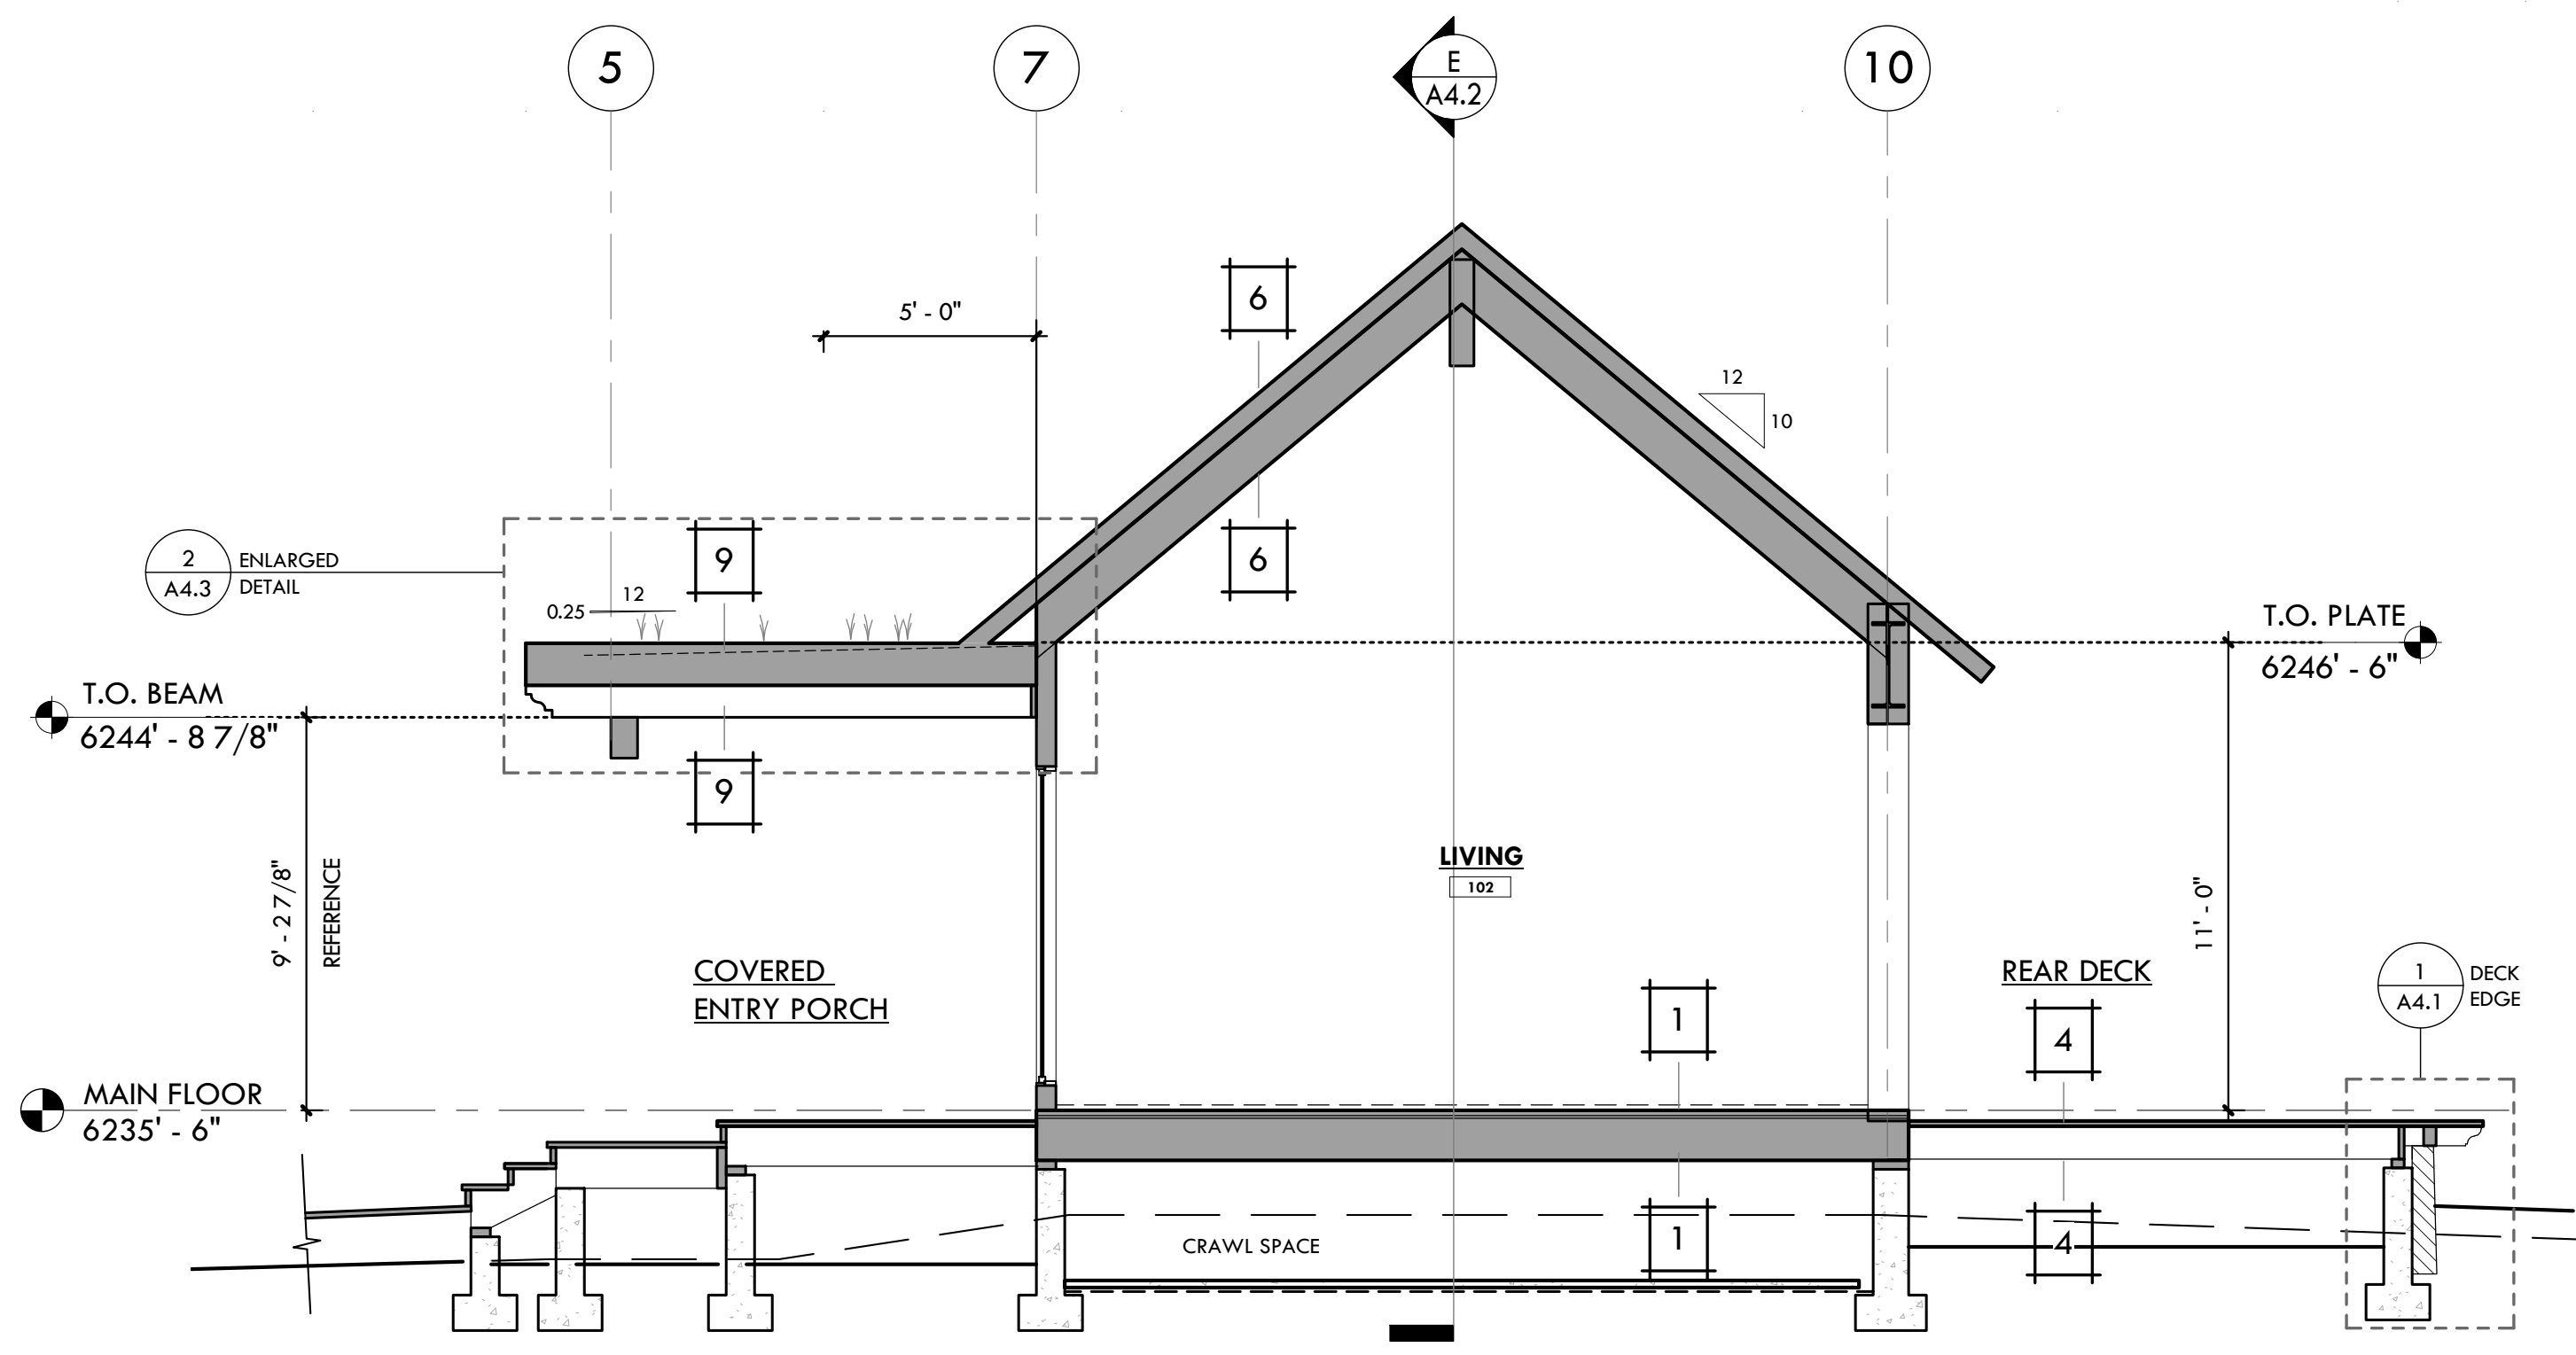 5
7
E
A4.2
10
5' - 0"
6
12
10
2
A4.3
ENLARGED
DETAIL
9
6
12
0.25
T.O. PLATE
6246' - 6"
T.O. BEAM
6244' - 8 7/8"
9
9' - 2 7/8"
REFERENCE
LIVING
102
11' - 0"
COVERED
ENTRY PORCH
1
REAR DECK
4
1
A4.1
DECK
EDGE
MAIN FLOOR
6235' - 6"
CRAWL SPACE
1
4